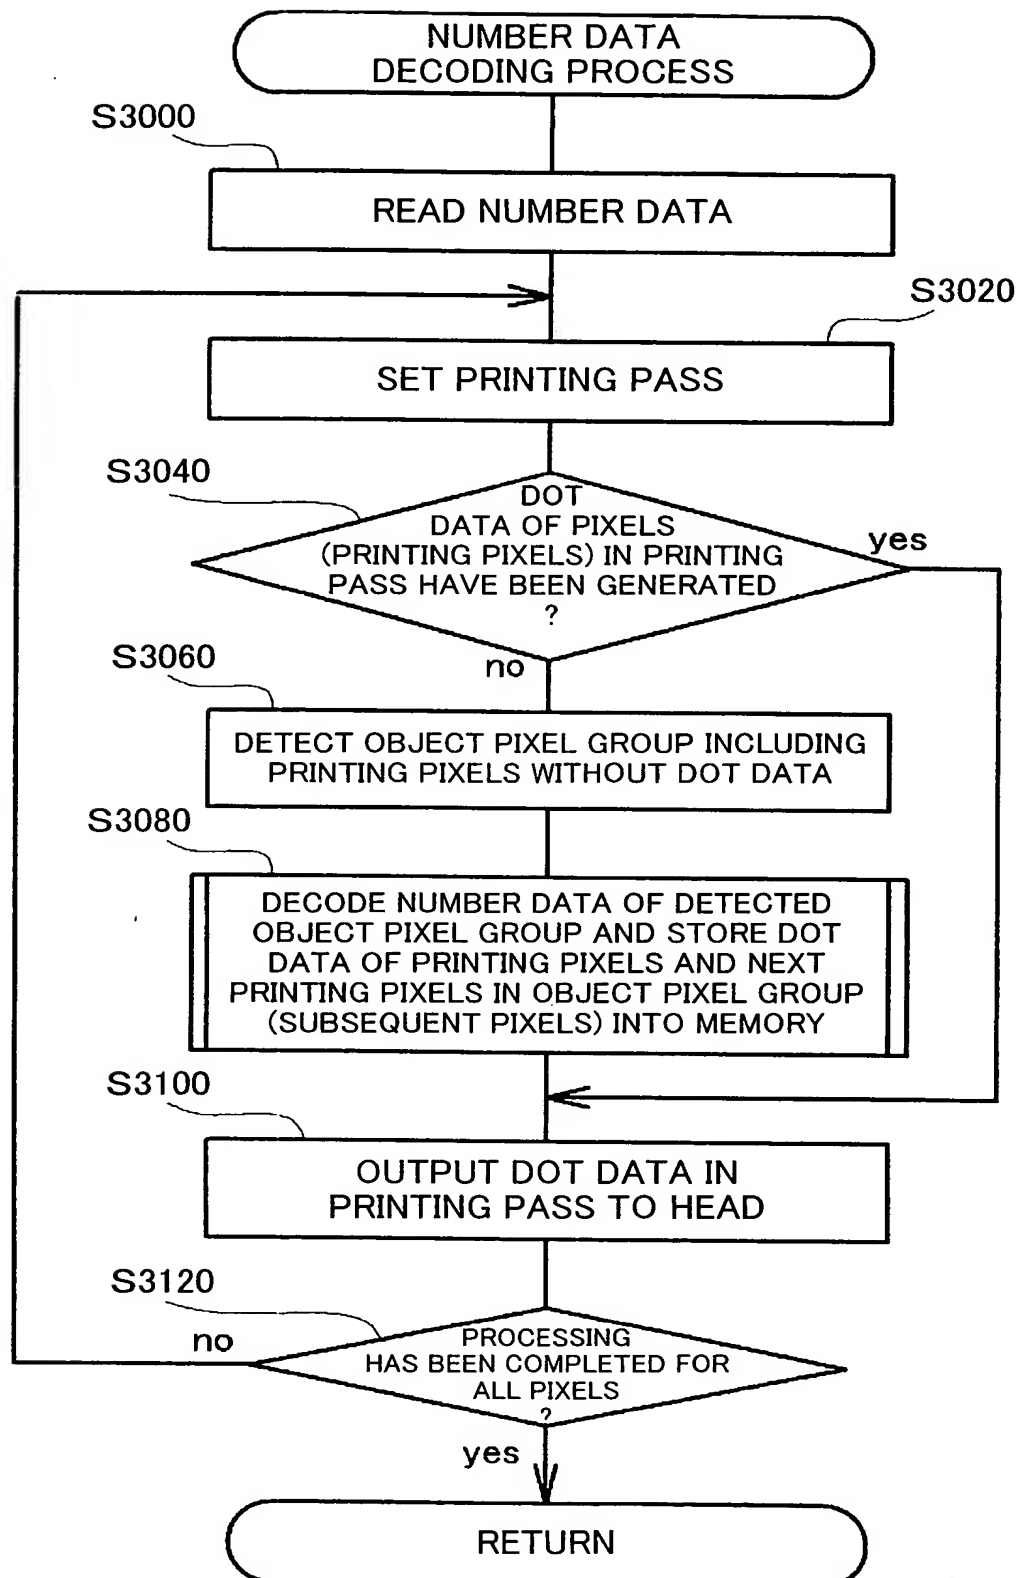 NUMBER DATA
DECODING PROCESS
S3000
READ NUMBER DATA
S3020
SET PRINTING PASS
S3040
DOT
DATA OF PIXELS
(PRINTING PIXELS) IN PRINTING
PASS HAVE BEEN GENERATED
?
yes
no
S3060
DETECT OBJECT PIXEL GROUP INCLUDING
PRINTING PIXELS WITHOUT DOT DATA
S3080
DECODE NUMBER DATA OF DETECTED
OBJECT PIXEL GROUP AND STORE DOT
DATA OF PRINTING PIXELS AND NEXT
PRINTING PIXELS IN OBJECT PIXEL GROUP
(SUBSEQUENT PIXELS) INTO MEMORY
S3100
OUTPUT DOT DATA IN
PRINTING PASS TO HEAD
S3120
no
PROCESSING
HAS BEEN COMPLETED FOR
ALL PIXELS
?
yes
RETURN